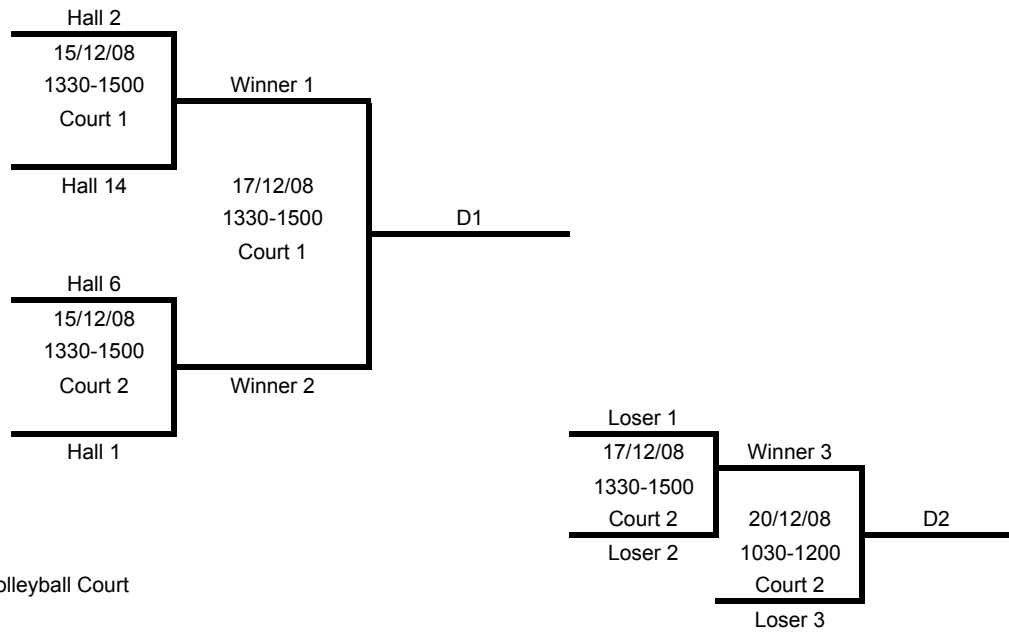 Hall 2
15/12/08
1330-1500
Court 1
Hall 14
Winner 1
17/12/08
1330-1500
Court 1
D1
Hall 6
15/12/08
1330-1500
Court 2
Hall 1
Winner 2
Loser 1
17/12/08
1330-1500
Court 2
Loser 2
Winner 3
20/12/08
1030-1200
Court 2
Loser 3
D2
olleyball Court